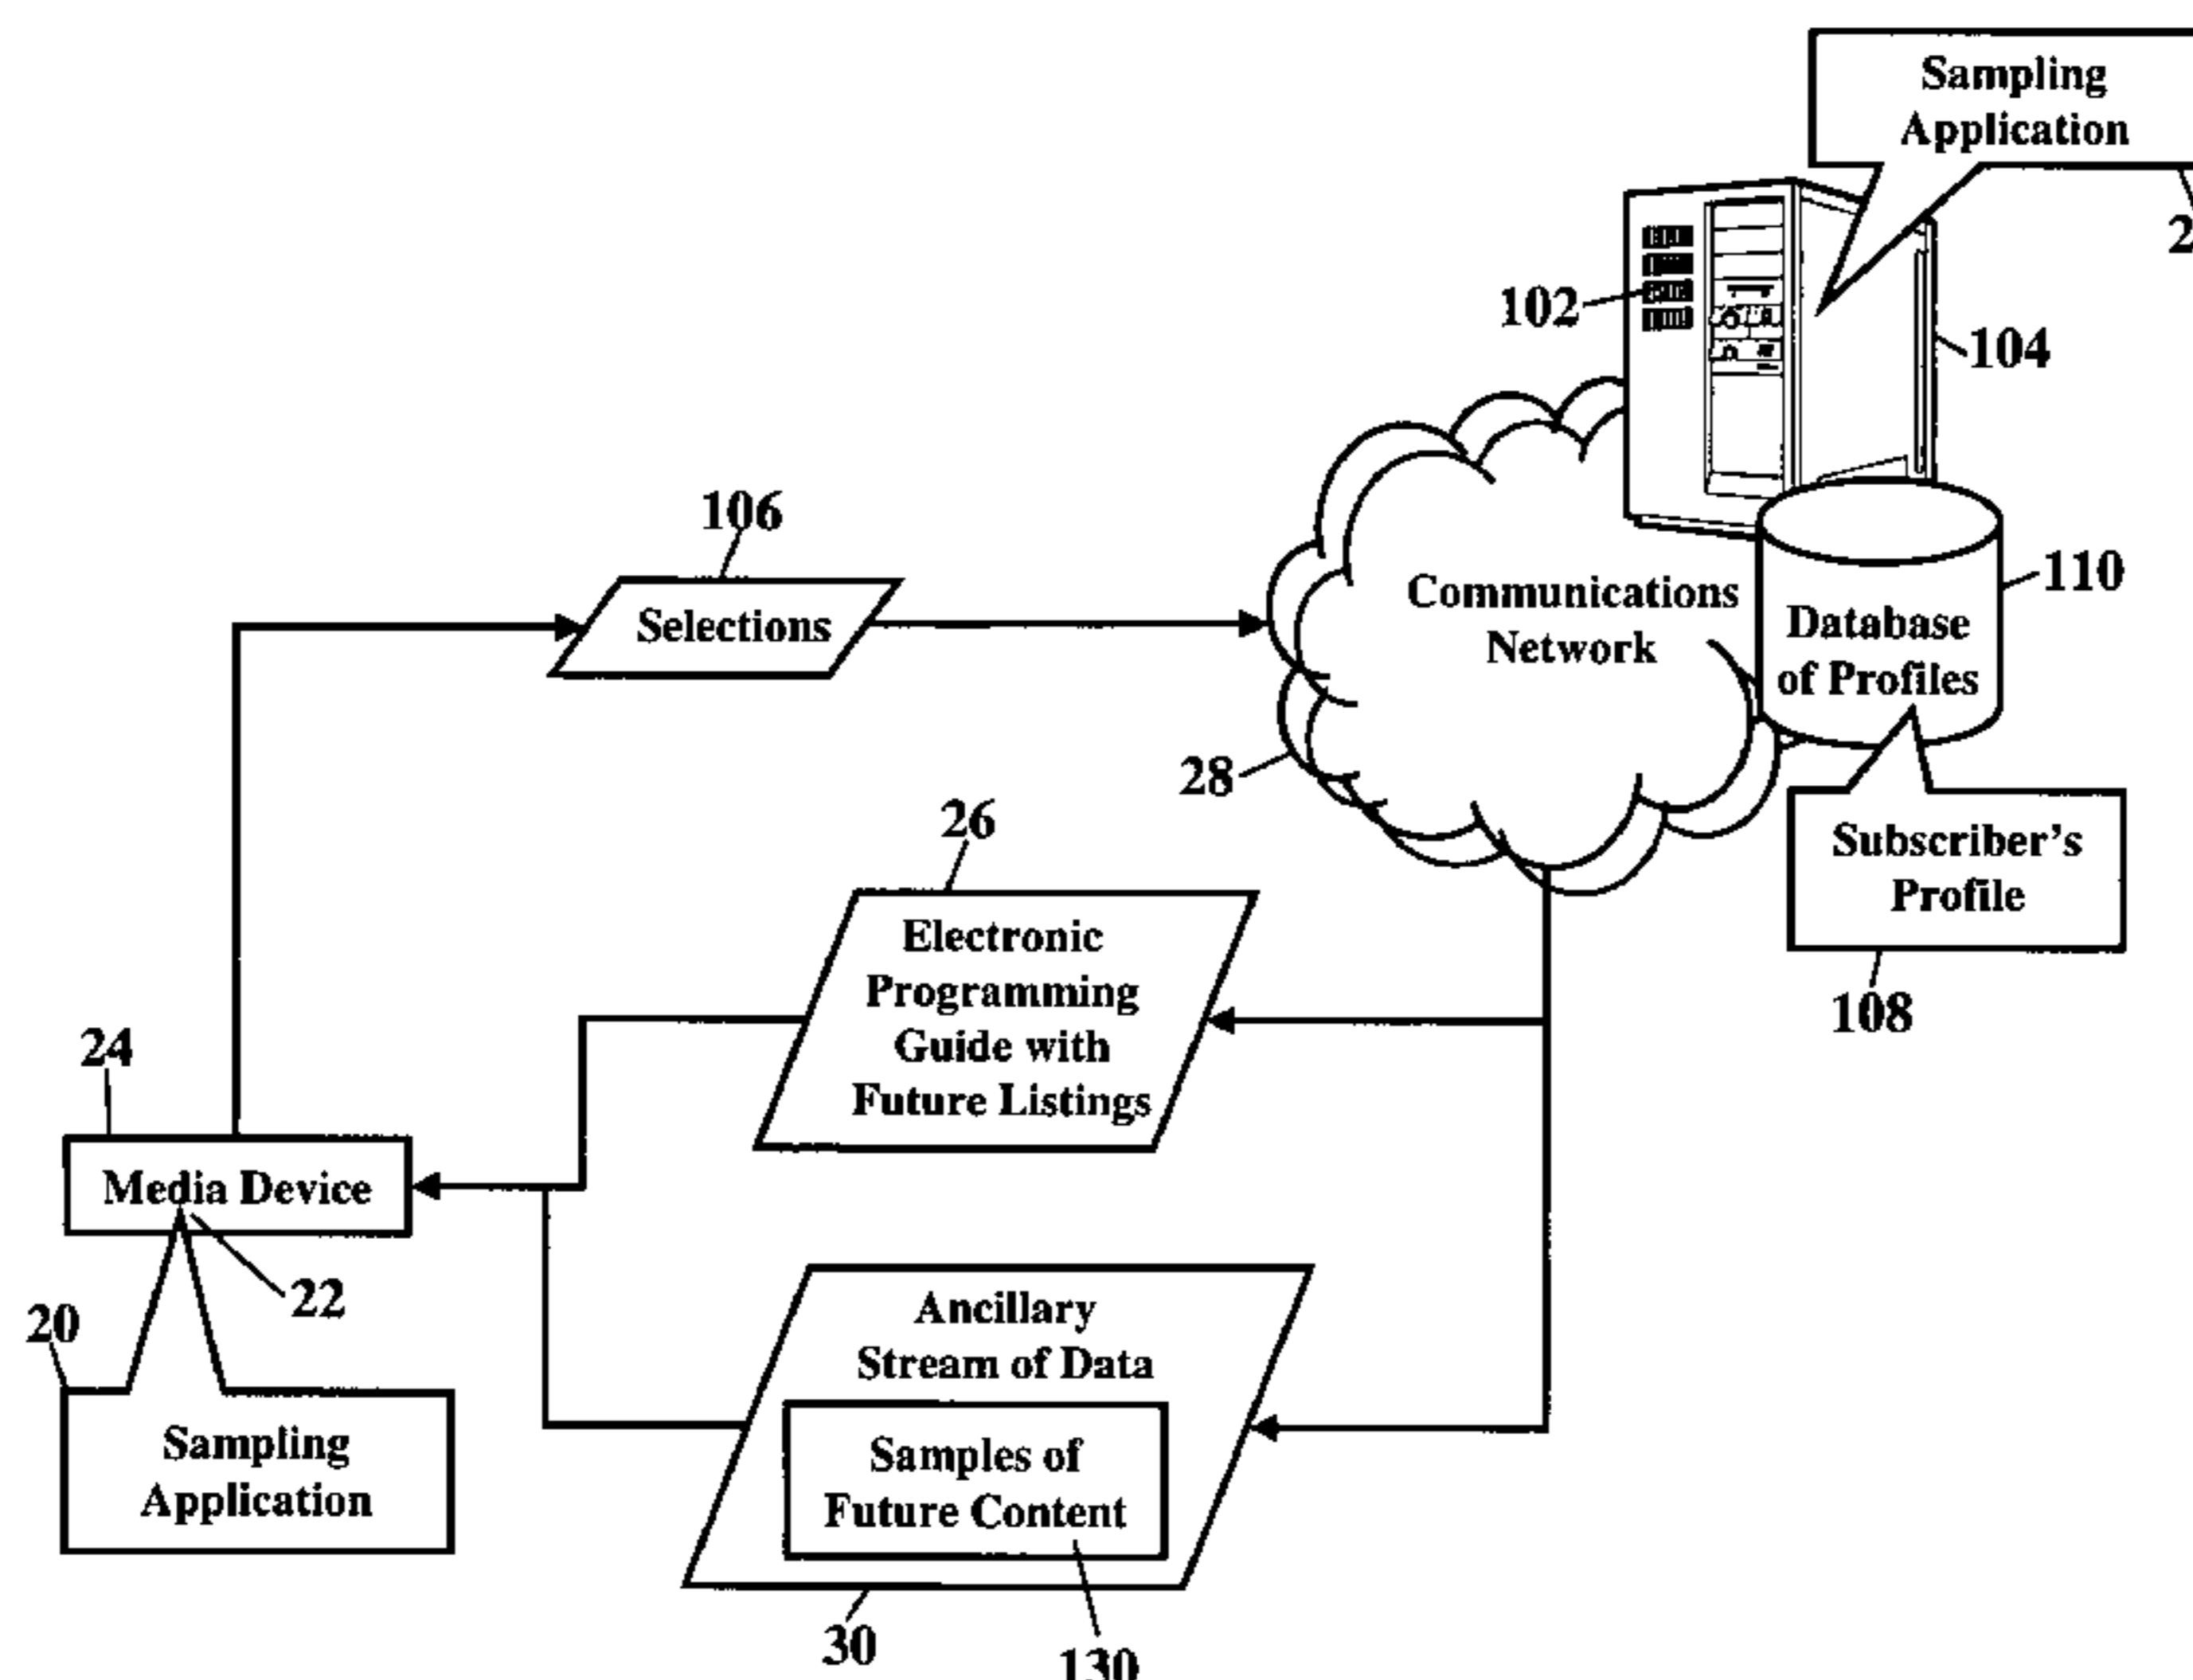 Sampling
Application
2
102
104
106
Selections
Communications
Network
110
Database
of Profiles
28
26
Subscriber's
Profile
108
Electronic
Programming
Guide with
Future Listings
24
Media Device
22
20
Sampling
Application
Ancillary
Stream of Data
Samples of
Future Content
30
130